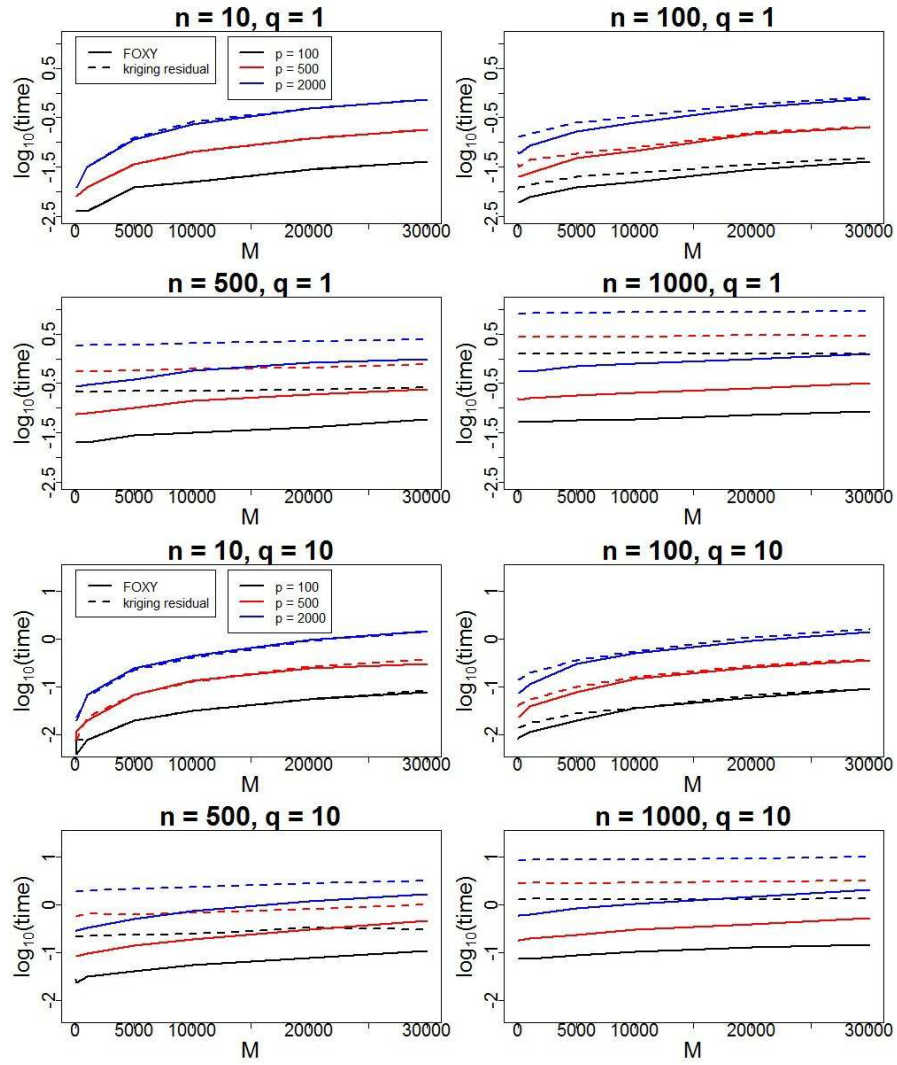 n = 10, q = 1
n = 100, q = 1
log10(time)
0.5
-0.5
-1.5
-2.5
FOXY
kriging residual
p = 100
p = 500
p = 2000
0 5000 10000 20000 30000
M
log10(time)
0.5
-0.5
-1.5
-2.5
0 5000 10000 20000 30000
M
n = 500, q = 1
n = 1000, q = 1
log10(time)
0.5
-0.5
-1.5
-2.5
0 5000 10000 20000 30000
M
log10(time)
0.5
-0.5
-1.5
-2.5
0 5000 10000 20000 30000
M
n = 10, q = 10
n = 100, q = 10
log10(time)
1
0
-1
-2
FOXY
kriging residual
p = 100
p = 500
p = 2000
0 5000 10000 20000 30000
M
log10(time)
1
0
-1
-2
0 5000 10000 20000 30000
M
n = 500, q = 10
n = 1000, q = 10
log10(time)
1
0
-1
-2
0 5000 10000 20000 30000
M
log10(time)
1
0
-1
-2
0 5000 10000 20000 30000
M